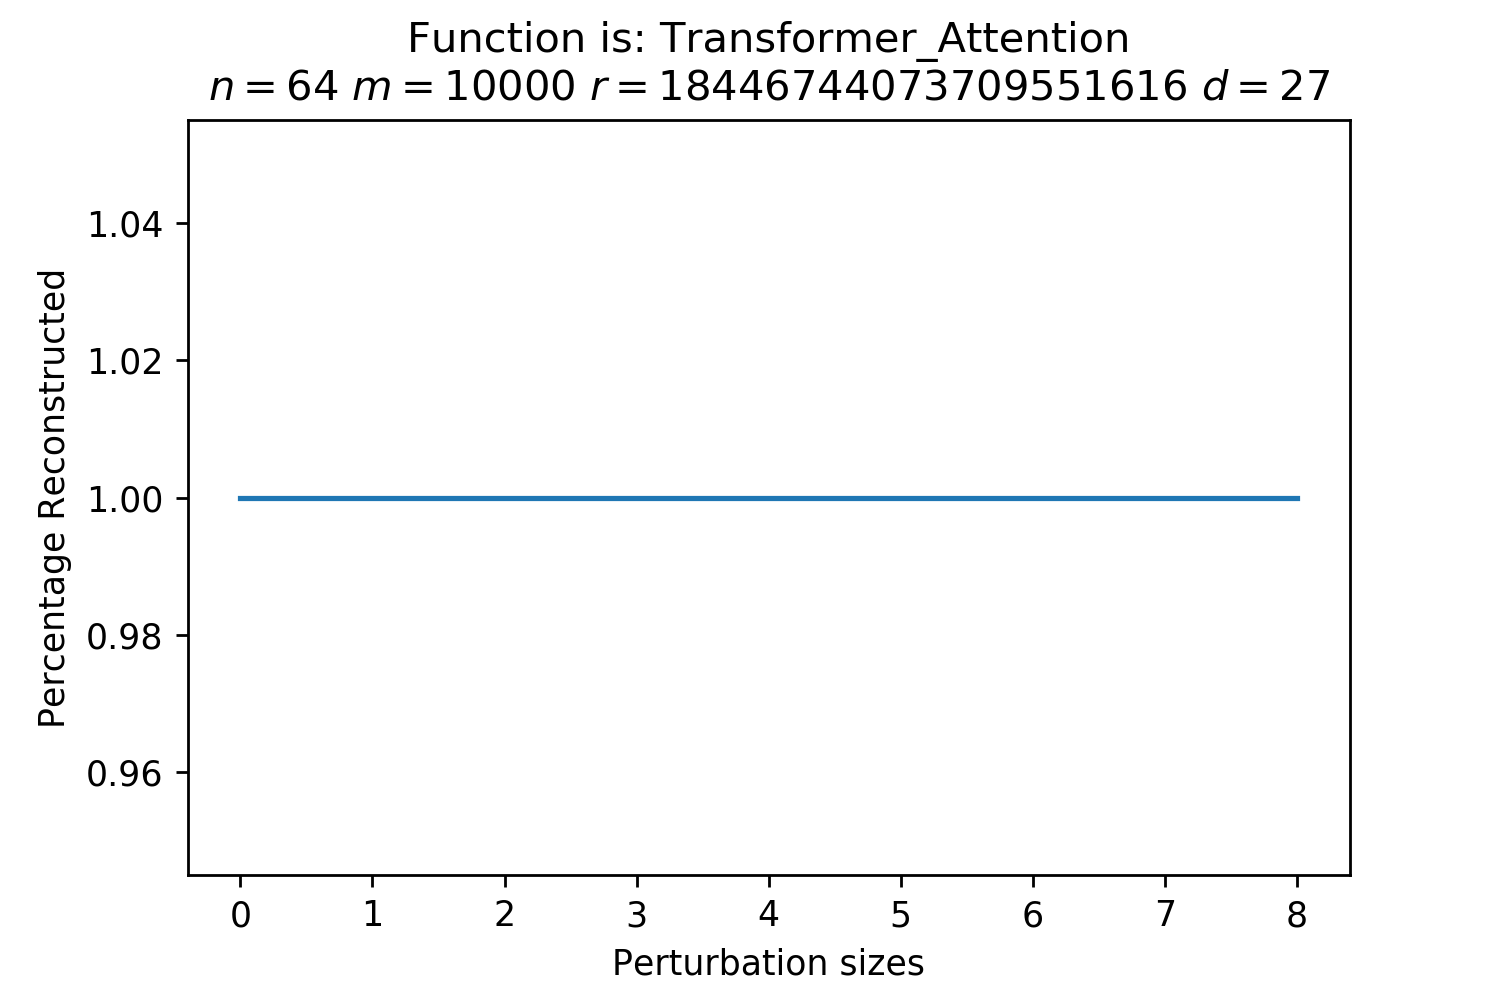 Function is: Transformer_Attention
n = 64 m = 10000 r = 18446744073709551616 d = 27
Percentage Reconstructed
1.04
1.02
1.00
0.98
0.96
0 1 2 3 4 5 6 7 8
Perturbation sizes